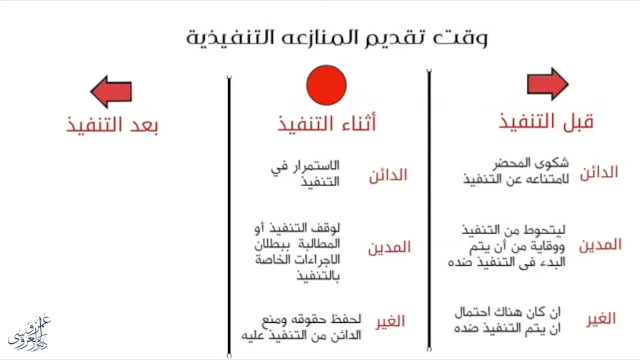 وقت تقديم المنازعه التنفيذية
قبل التنفيذ
الدائن
شكوى المحضر
لامتناعه عن التنفيذ
المدين
ليتحوط من التنفيذ
ووقاية من أن يتم
البدء فى التنفيذ ضده
الغير
ان كان هناك احتمال
ان يتم التنفيذ ضده
أثناء التنفيذ
الدائن
الاستمرار في
التنفيذ
المدين
لوقف التنفيذ أو
المطالبة ببطلان
الاجراءات الخاصة
بالتنفيذ
الغير
لحفظ حقوقه ومنع
الدائن من التنفيذ عليه
بعد التنفيذ